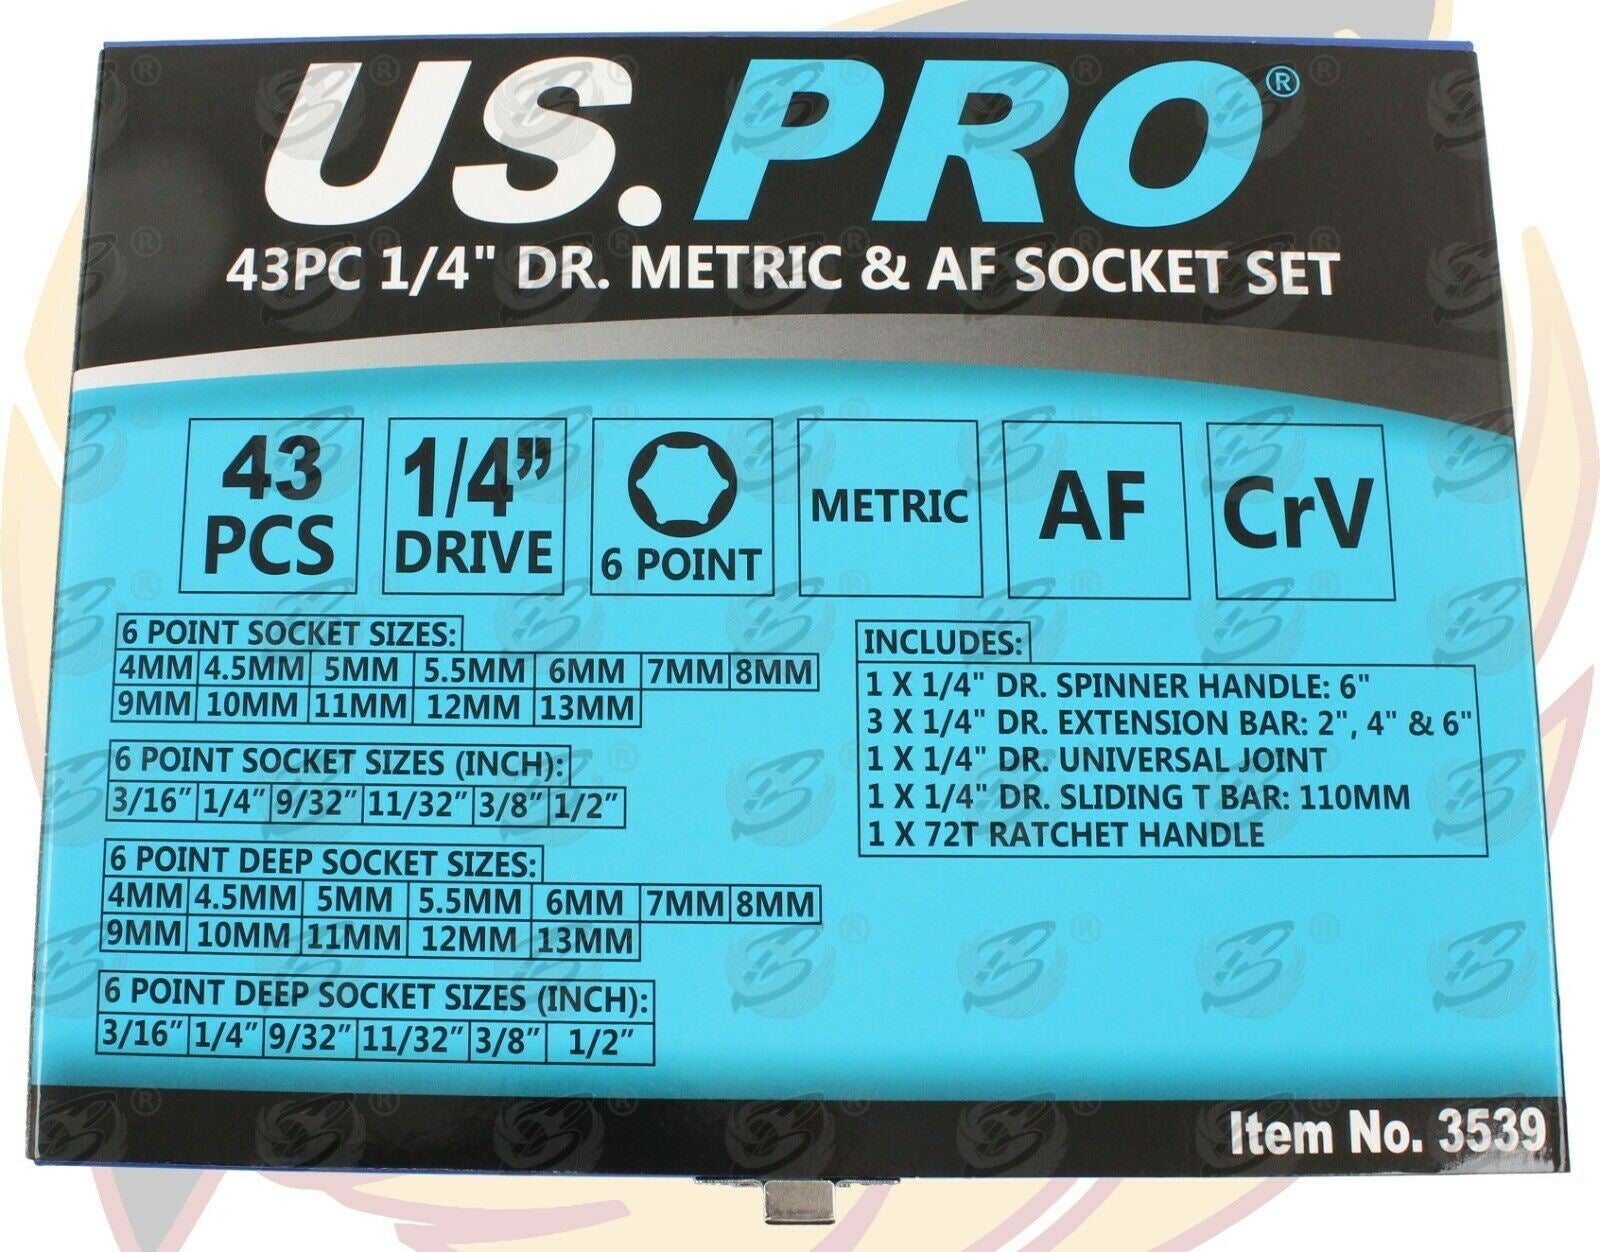 US.PRO®
43PC 1/4" DR. METRIC & AF SOCKET SET
43 PCS
1/4” DRIVE
6 POINT
METRIC
AF
CrV
6 POINT SOCKET SIZES:
4MM 4.5MM 5MM 5.5MM 6MM 7MM 8MM
9MM 10MM 11MM 12MM 13MM
6 POINT SOCKET SIZES (INCH):
3/16” 1/4” 9/32” 11/32” 3/8” 1/2”
6 POINT DEEP SOCKET SIZES:
4MM 4.5MM 5MM 5.5MM 6MM 7MM 8MM
9MM 10MM 11MM 12MM 13MM
6 POINT DEEP SOCKET SIZES (INCH):
3/16” 1/4” 9/32” 11/32” 3/8” 1/2”
INCLUDES:
1 X 1/4" DR. SPINNER HANDLE: 6"
3 X 1/4" DR. EXTENSION BAR: 2", 4" & 6"
1 X 1/4" DR. UNIVERSAL JOINT
1 X 1/4" DR. SLIDING T BAR: 110MM
1 X 72T RATCHET HANDLE
Item No. 3539